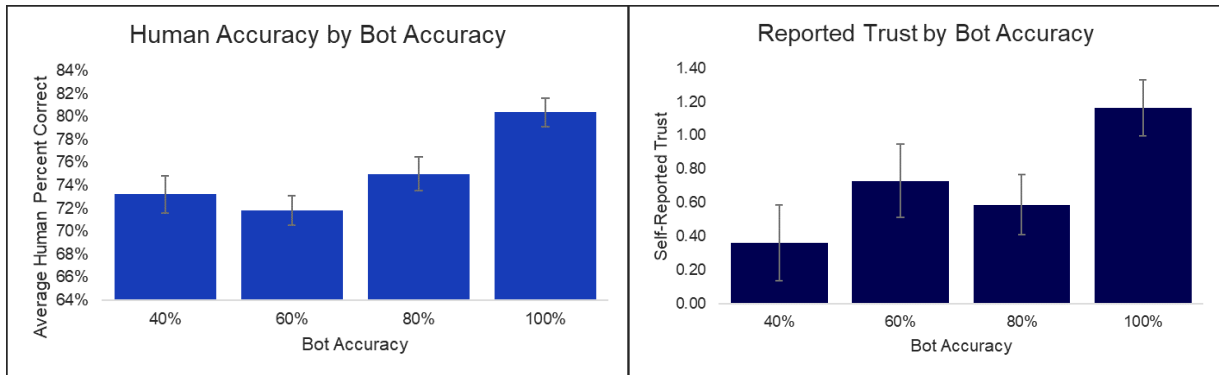 Human Accuracy by Bot Accuracy
Average Human Percent Correct
84%
82%
80%
78%
76%
74%
72%
70%
68%
66%
64%
40% 60% 80% 100%
Bot Accuracy
Reported Trust by Bot Accuracy
Self-Reported Trust
1.40
1.20
1.00
0.80
0.60
0.40
0.20
0.00
40% 60% 80% 100%
Bot Accuracy